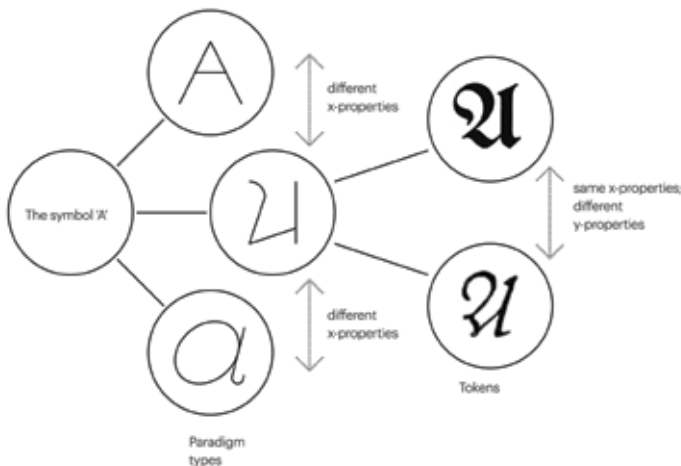 A
different
x-properties
𝔄
The symbol 'A'
𝔄
same x-properties;
different
y-properties
a
different
x-properties
𝔄
Tokens
Paradigm
types